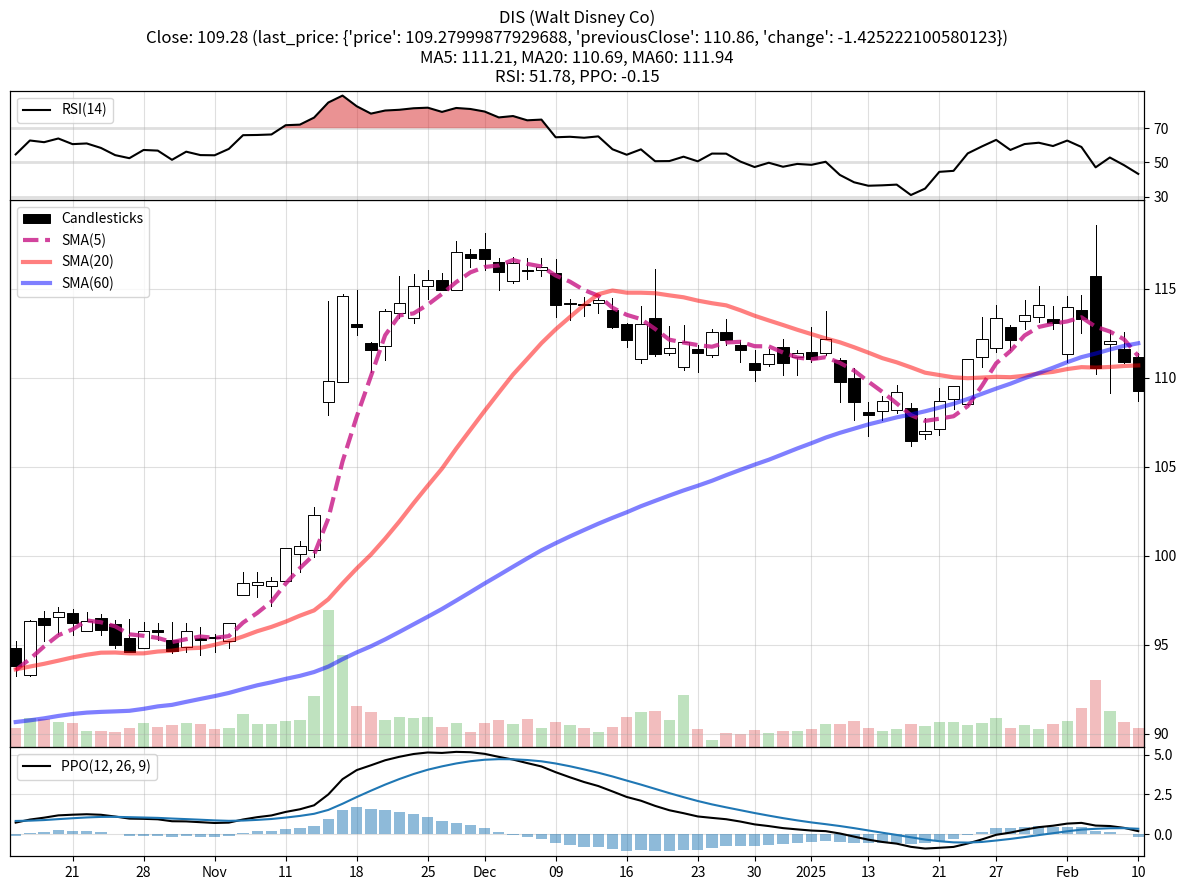 DIS (Walt Disney Co)
Close: 109.28 (last_price: {'price': 109.27999877929688, 'previousClose': 110.86, 'change': -1.425222100580123})
MA5: 111.21, MA20: 110.69, MA60: 111.94
RSI: 51.78, PPO: -0.15
RSI(14)
70
50
30
Candlesticks
SMA(5)
SMA(20)
SMA(60)
115
110
105
100
95
90
PPO(12, 26, 9)
5.0
2.5
0.0
21 28 Nov 11 18 25 Dec 09 16 23 30 2025 13 21 27 Feb 10